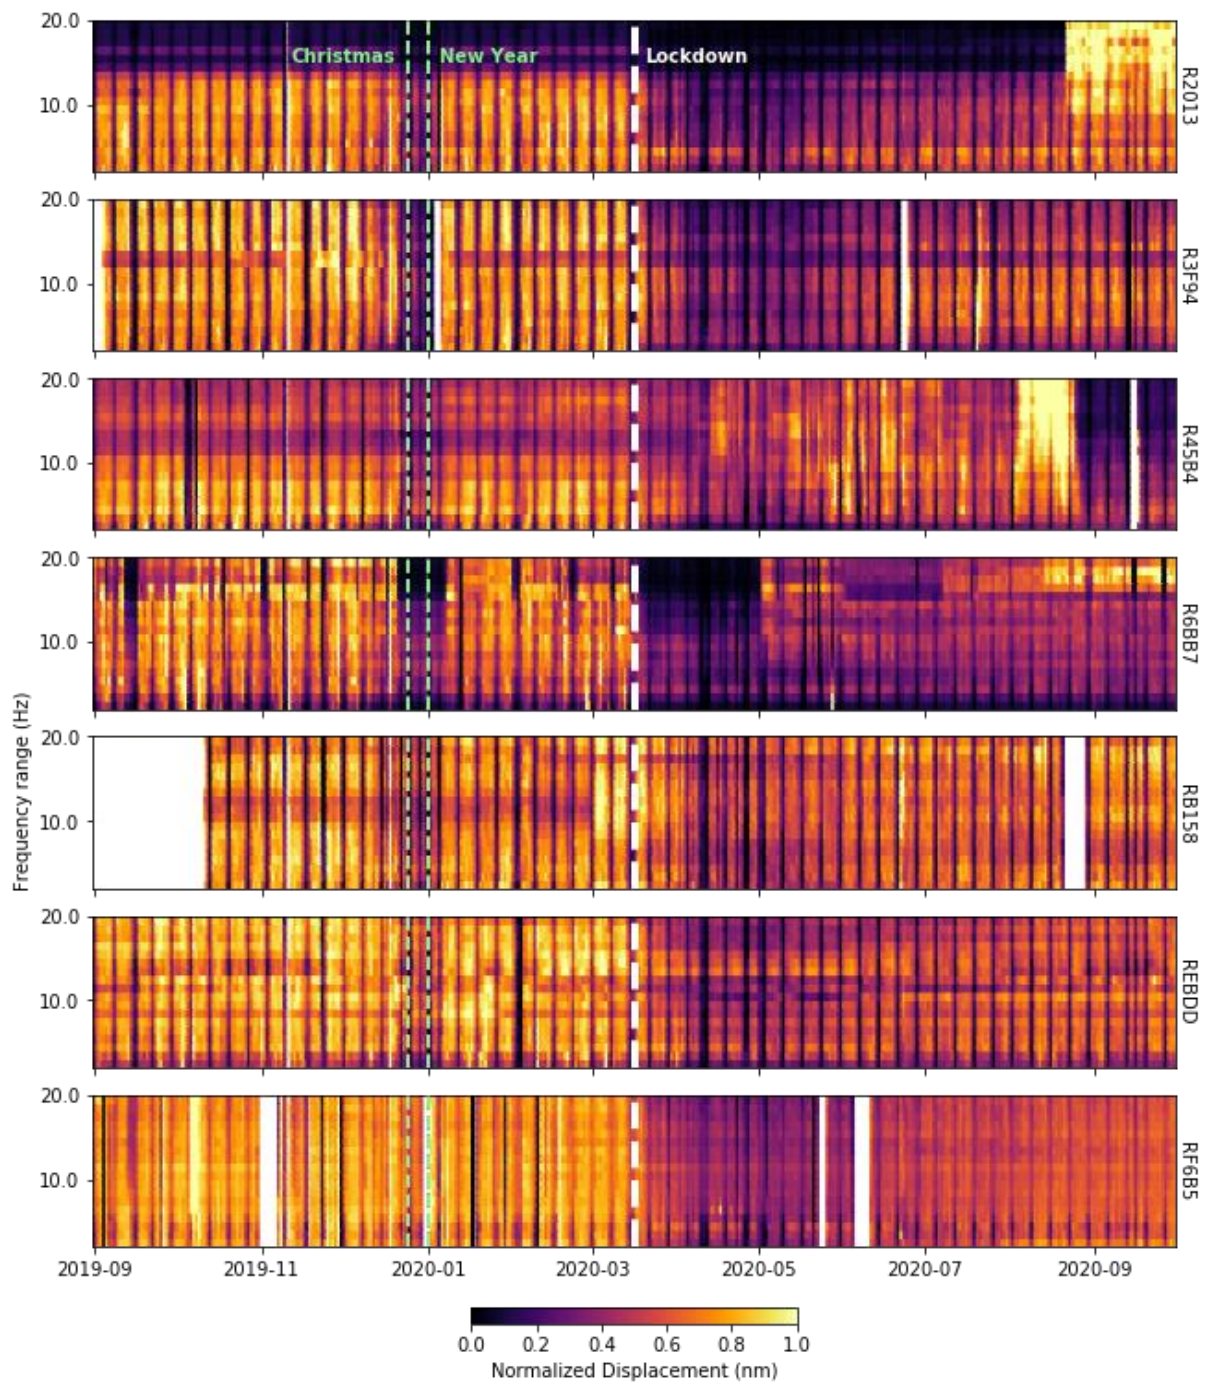 20.0
Christmas New Year Lockdown
10.0
R2013
20.0
10.0
R3F94
20.0
10.0
R45B4
20.0
10.0
R6BB7
Frequency range (Hz)
20.0
10.0
RB158
20.0
10.0
REBDD
20.0
10.0
RF6B5
2019-09 2019-11 2020-01 2020-03 2020-05 2020-07 2020-09
0.0 0.2 0.4 0.6 0.8 1.0
Normalized Displacement (nm)